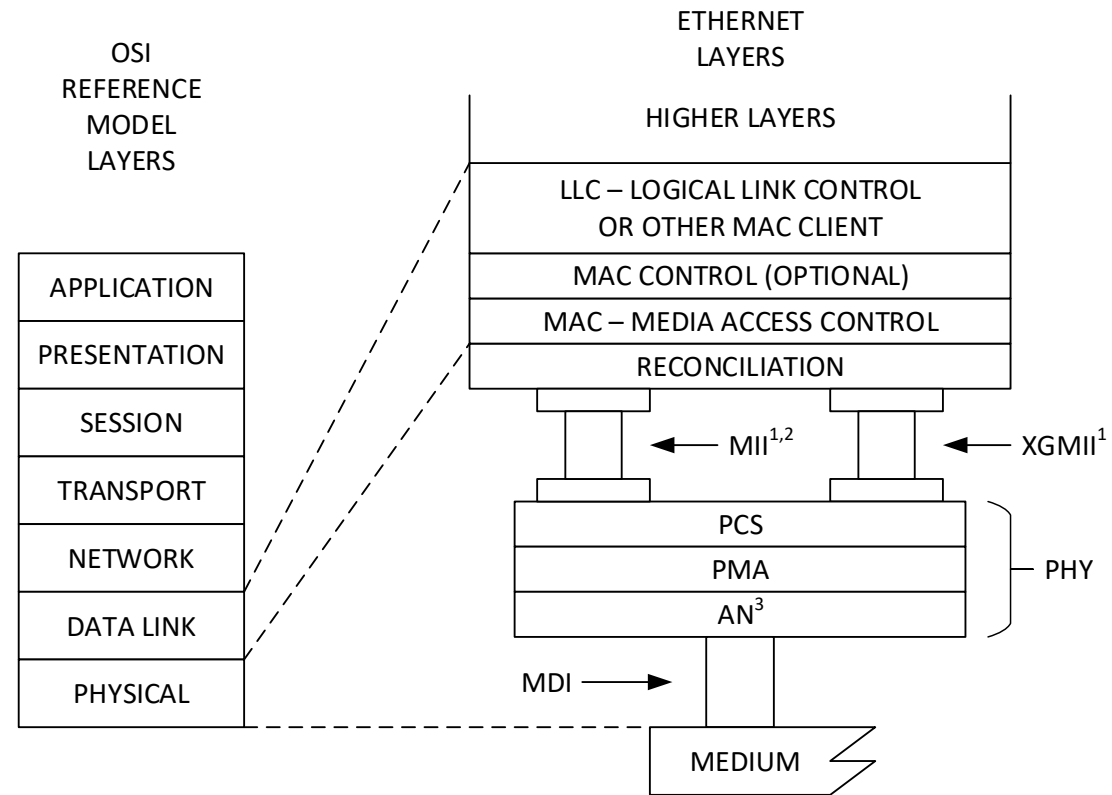 OSI
REFERENCE
MODEL
LAYERS
APPLICATION
PRESENTATION
SESSION
TRANSPORT
NETWORK
DATA LINK
PHYSICAL
ETHERNET
LAYERS
HIGHER LAYERS
LLC – LOGICAL LINK CONTROL
OR OTHER MAC CLIENT
MAC CONTROL (OPTIONAL)
MAC – MEDIA ACCESS CONTROL
RECONCILIATION
MII¹,²
XGMII¹
PCS
PMA
AN³
PHY
MDI
MEDIUM